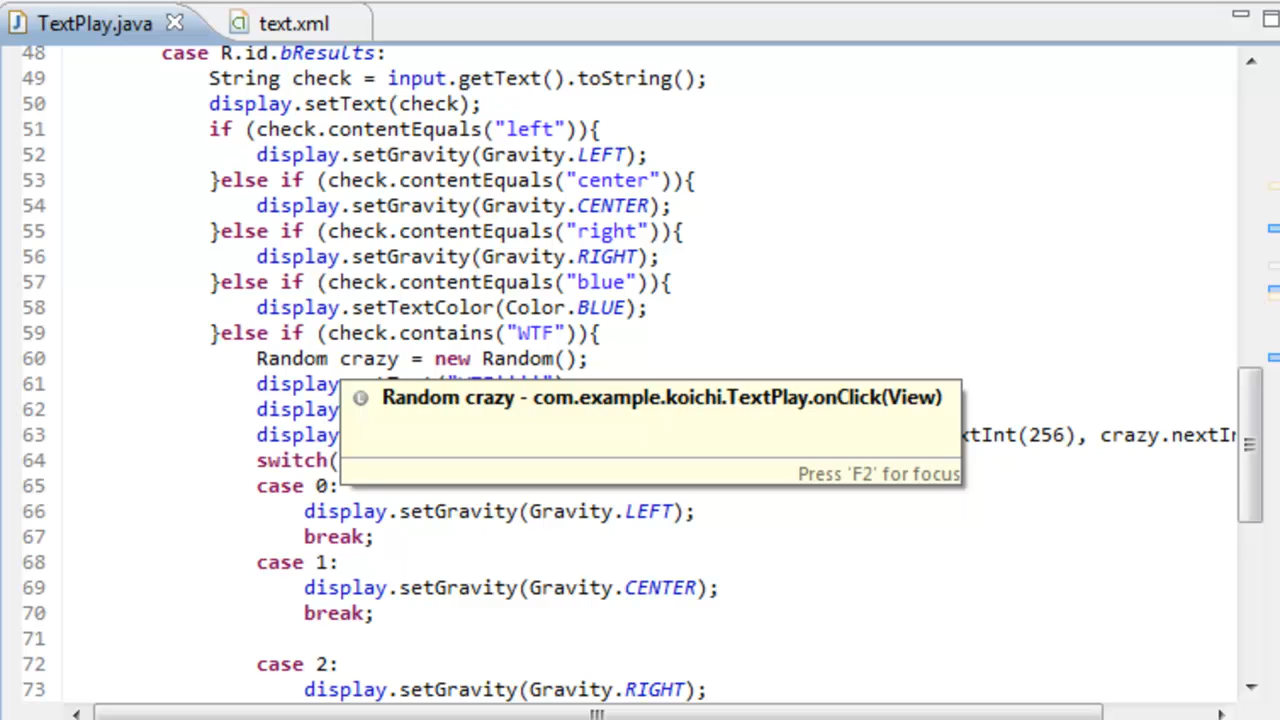 TextPlay.java text.xml
48 case R.id.bResults:
49 String check = input.getText().toString();
50 display.setText(check);
51 if (check.contentEquals("left")){
52 display.setGravity(Gravity.LEFT);
53 }else if (check.contentEquals("center")){
54 display.setGravity(Gravity.CENTER);
55 }else if (check.contentEquals("right")){
56 display.setGravity(Gravity.RIGHT);
57 }else if (check.contentEquals("blue")){
58 display.setTextColor(Color.BLUE);
59 }else if (check.contains("WTF")){
60 Random crazy = new Random();
61 display
Random crazy - com.example.koichi.TextPlay.onClick(View)
62 display
63 display xtInt(256), crazy.nextIn
64 switch(
Press 'F2' for focus
65 case 0:
66 display.setGravity(Gravity.LEFT);
67 break;
68 case 1:
69 display.setGravity(Gravity.CENTER);
70 break;
71
72 case 2:
73 display.setGravity(Gravity.RIGHT);